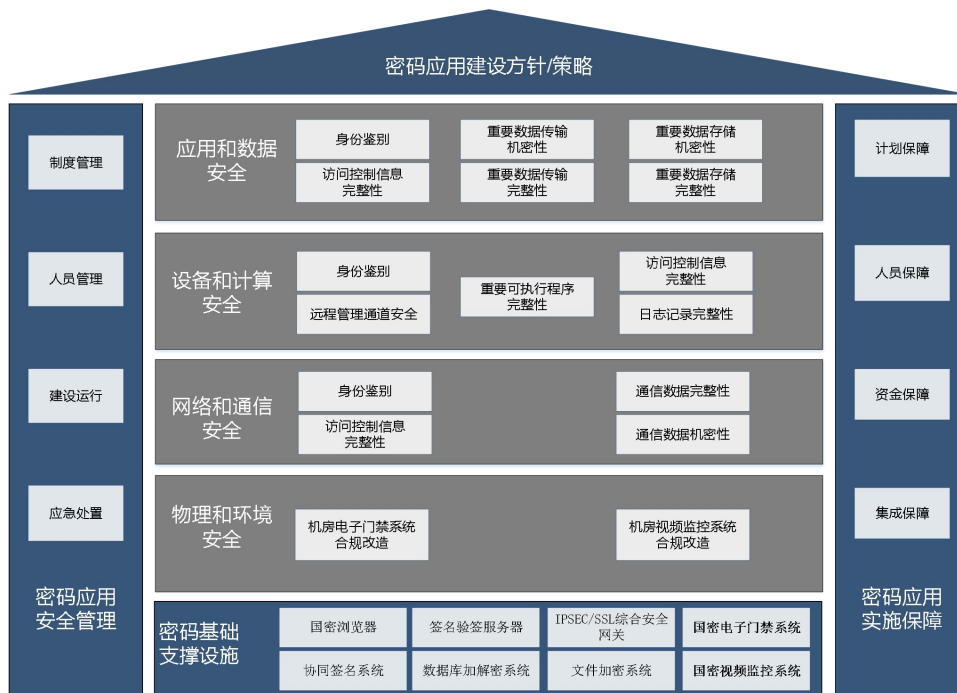 密码应用建设方针/策略
制度管理
人员管理
建设运行
应急处置
密码应用
安全管理
应用和数据
安全
身份鉴别
重要数据传输
机密性
重要数据存储
机密性
访问控制信息
完整性
重要数据传输
完整性
重要数据存储
完整性
设备和计算
安全
身份鉴别
远程管理通道安全
重要可执行程序
完整性
访问控制信息
完整性
日志记录完整性
网络和通信
安全
身份鉴别
访问控制信息
完整性
通信数据完整性
通信数据机密性
物理和环境
安全
机房电子门禁系统
合规改造
机房视频监控系统
合规改造
密码基础
支撑设施
国密浏览器
签名验签服务器
IPSEC/SSL综合安全
网关
国密电子门禁系统
协同签名系统
数据库加解密系统
文件加密系统
国密视频监控系统
计划保障
人员保障
资金保障
集成保障
密码应用
实施保障